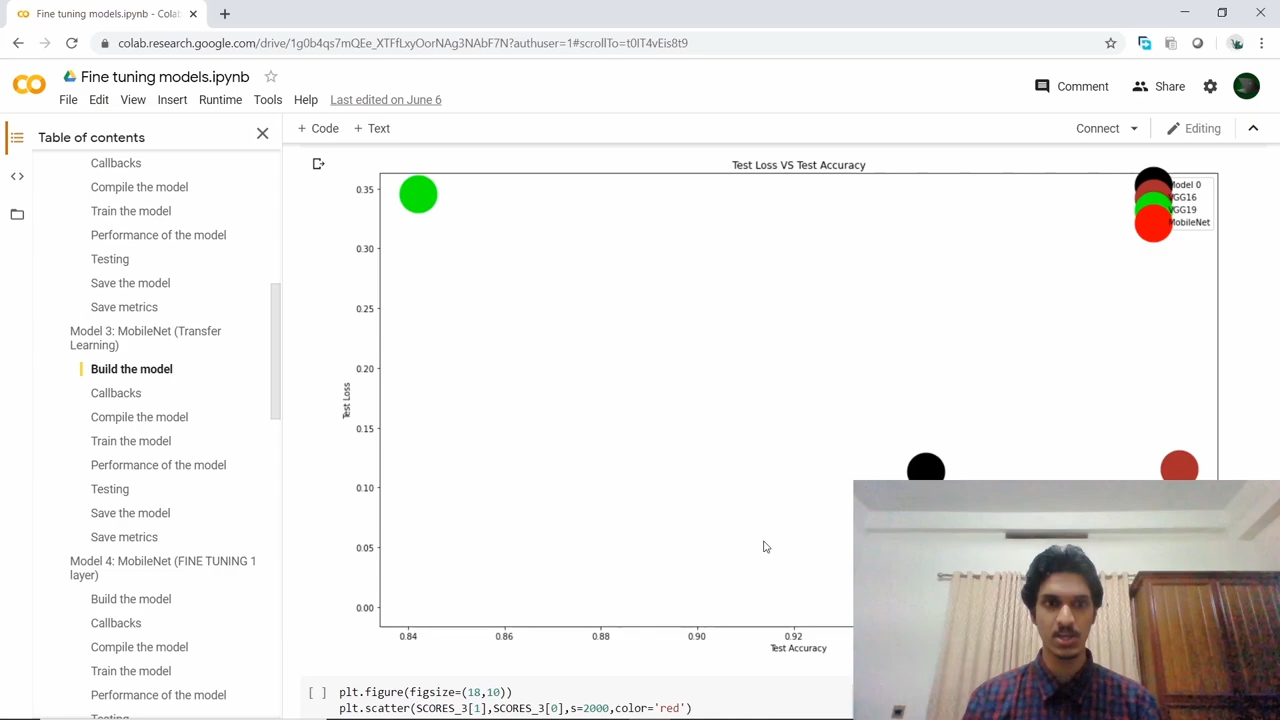 Fine tuning models.ipynb - Colab
colab.research.google.com/drive/1g0b4qs7mQEe_XTFfLxyOorNAg3NAbF7N?authuser=1#scrollTo=t0IT4vEis8t9
Fine tuning models.ipynb
File Edit View Insert Runtime Tools Help Last edited on June 6
Comment Share
Table of contents
+ Code + Text
Connect Editing
Callbacks
Compile the model
Train the model
Performance of the model
Testing
Save the model
Save metrics
Model 3: MobileNet (Transfer
Learning)
Build the model
Callbacks
Compile the model
Train the model
Performance of the model
Testing
Save the model
Save metrics
Model 4: MobileNet (FINE TUNING 1
layer)
Build the model
Callbacks
Compile the model
Train the model
Performance of the model
Test Loss VS Test Accuracy
Model 0
VGG16
VGG19
MobileNet
0.35
0.30
0.25
0.20
0.15
0.10
0.05
0.00
Test Loss
0.84 0.86 0.88 0.90 0.92
Test Accuracy
[ ] plt.figure(figsize=(18,10))
plt.scatter(SCORES_3[1],SCORES_3[0],s=2000,color='red')